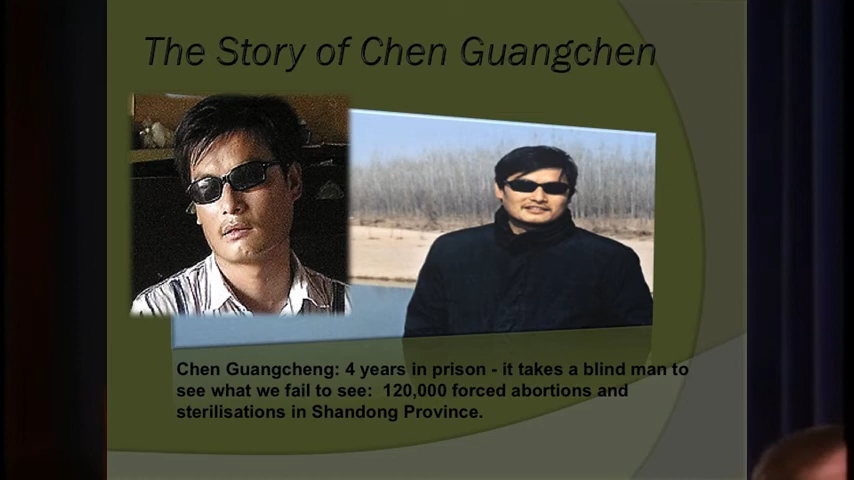 The Story of Chen Guangchen
Chen Guangcheng: 4 years in prison - it takes a blind man to
see what we fail to see: 120,000 forced abortions and
sterilisations in Shandong Province.